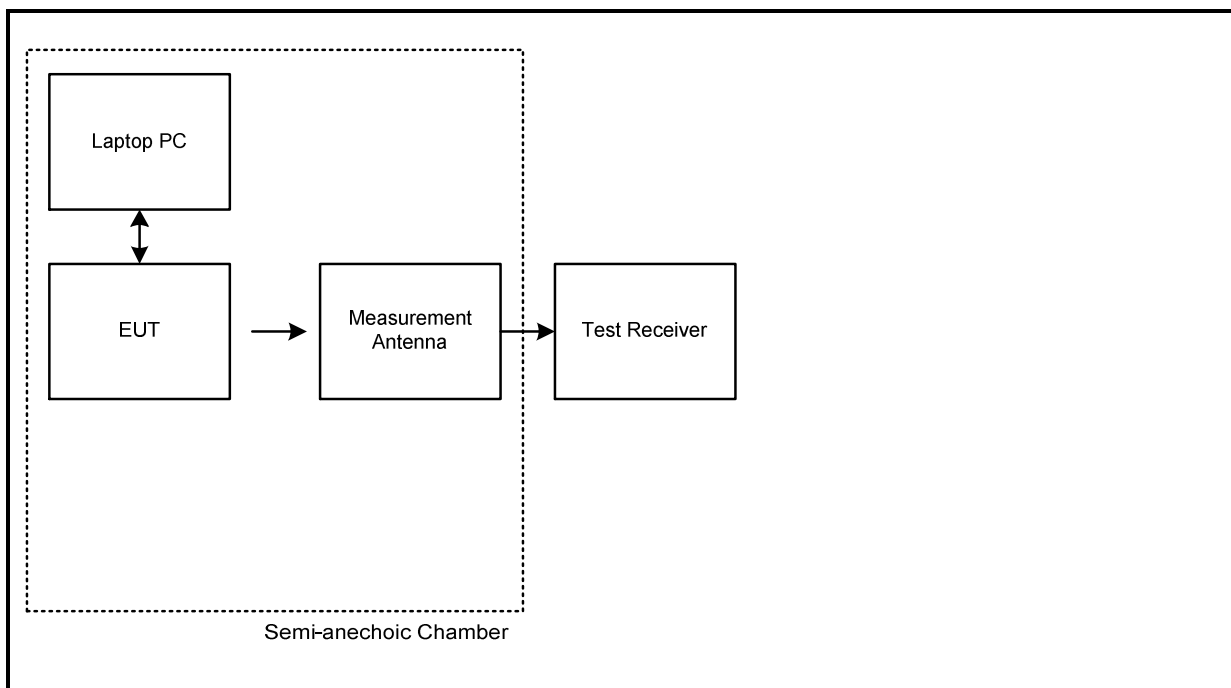 Laptop PC
EUT
Measurement
Antenna
Test Receiver
Semi-anechoic Chamber